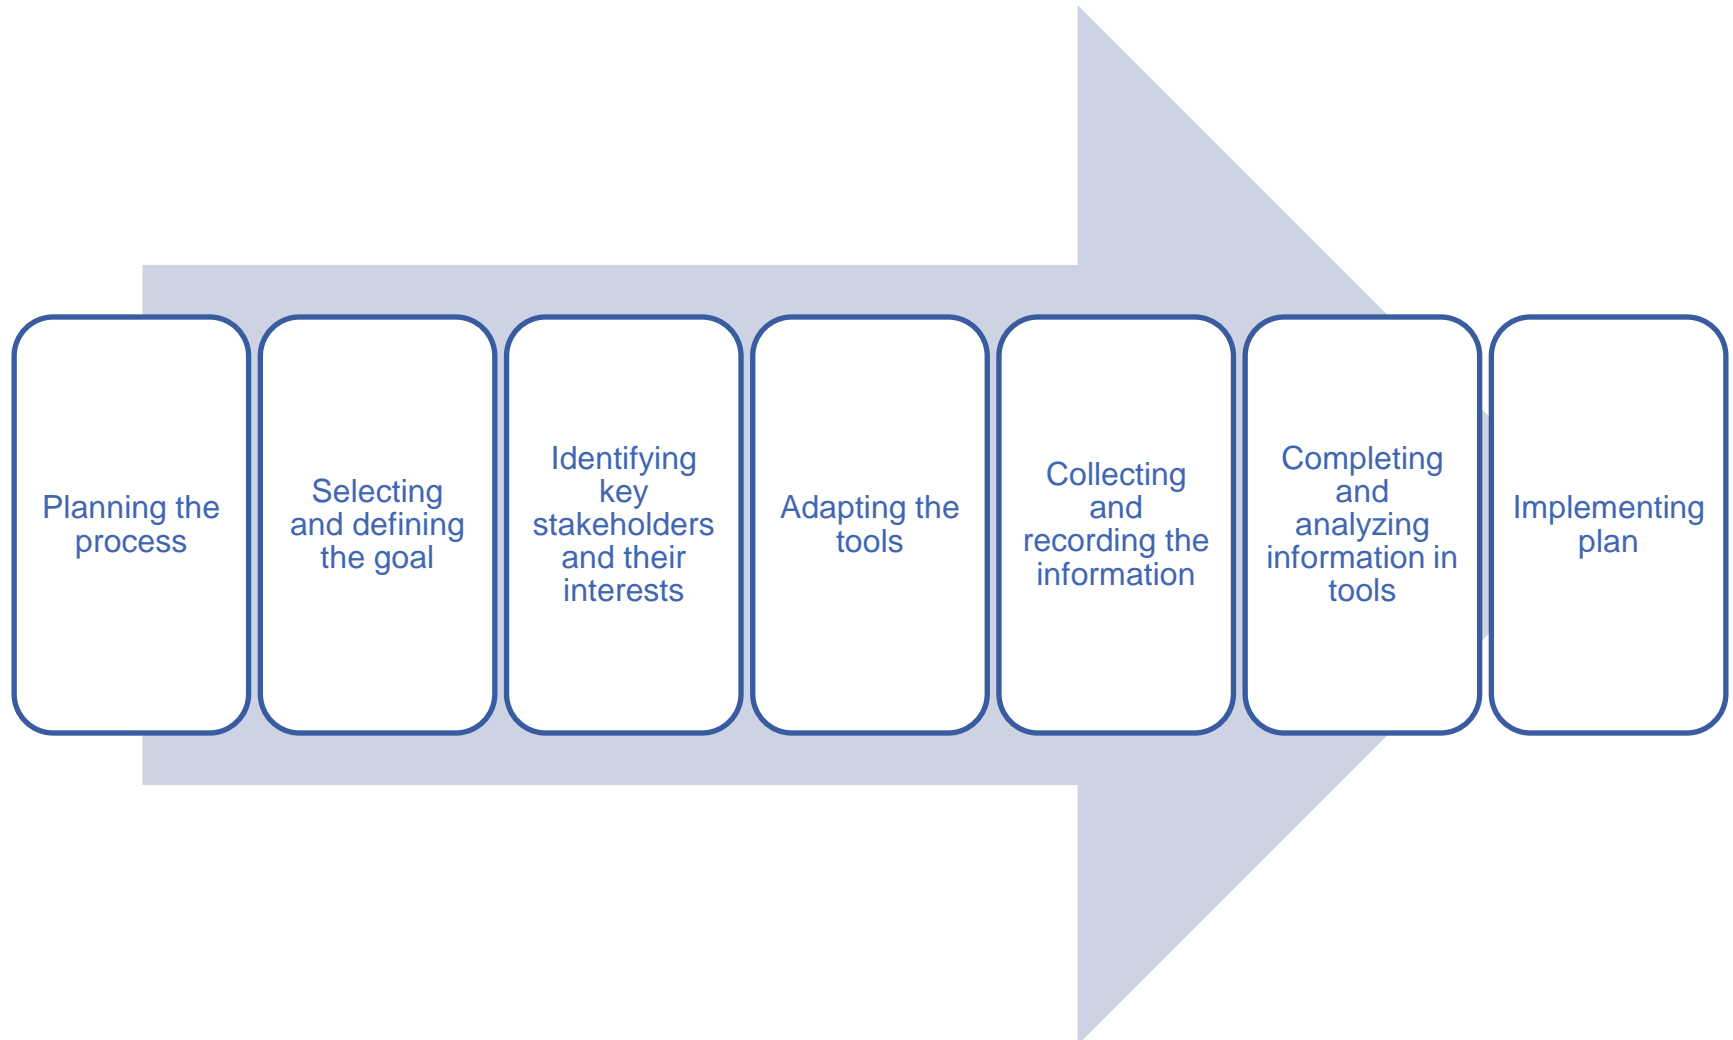 Planning the
process
Selecting
and defining
the goal
Identifying
key
stakeholders
and their
interests
Adapting the
tools
Collecting
and
recording the
information
Completing
and
analyzing
information in
tools
Implementing
plan